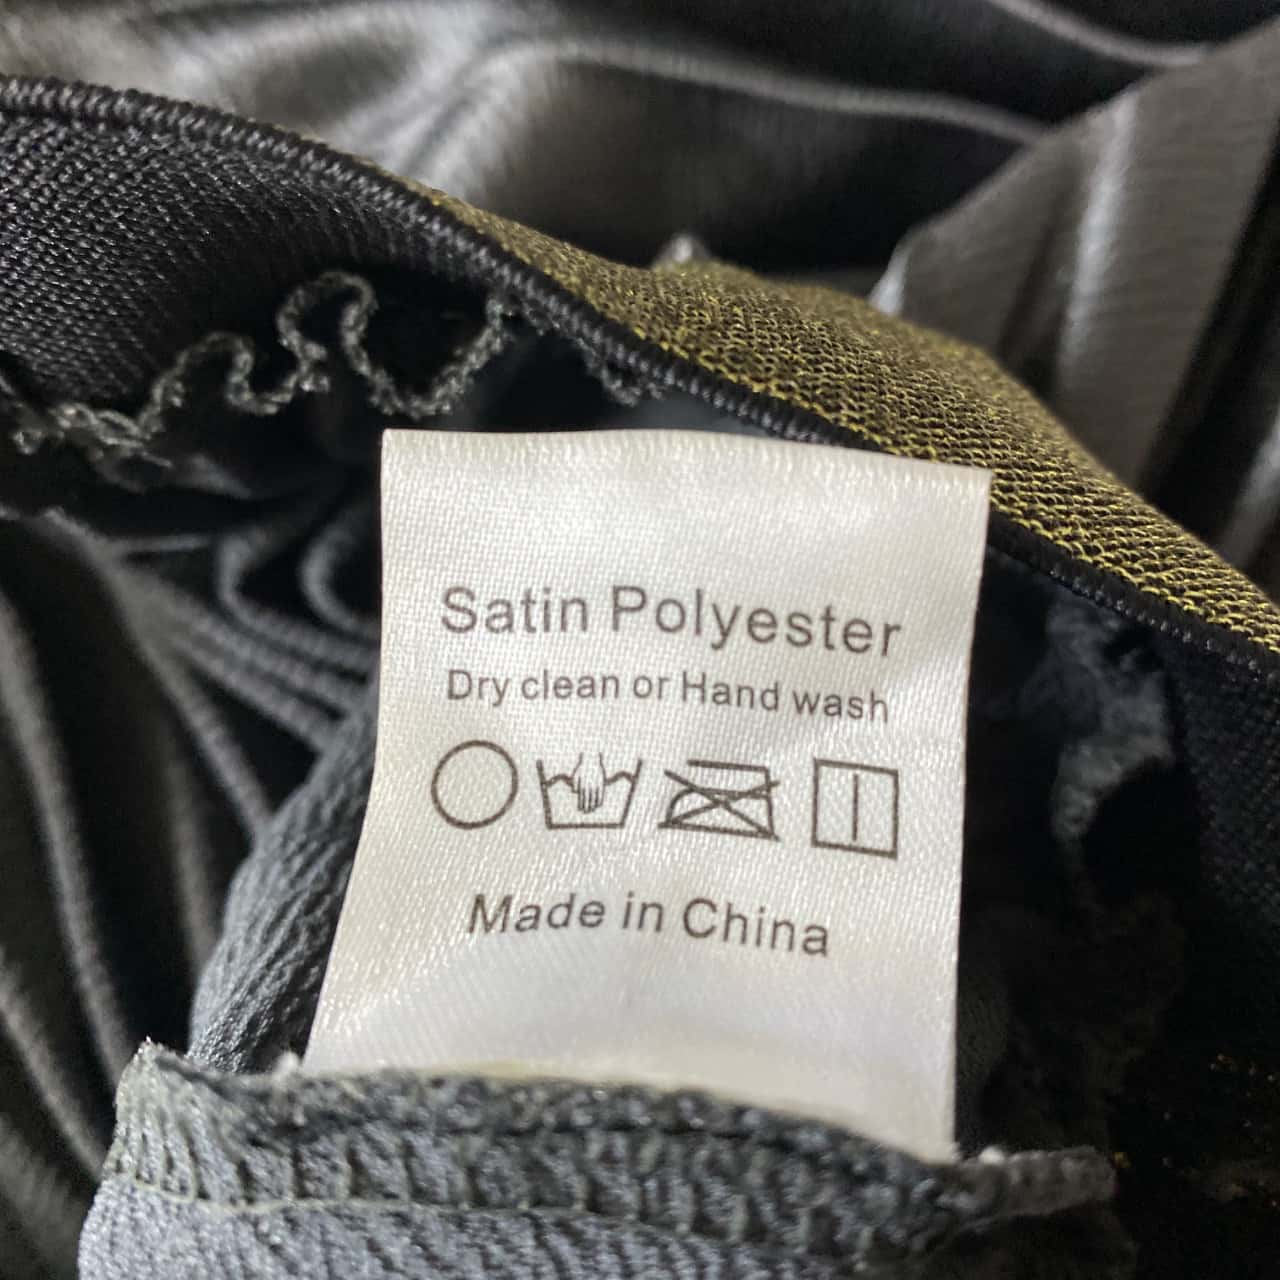 Satin Polyester
Dry clean or Hand wash
Made in China